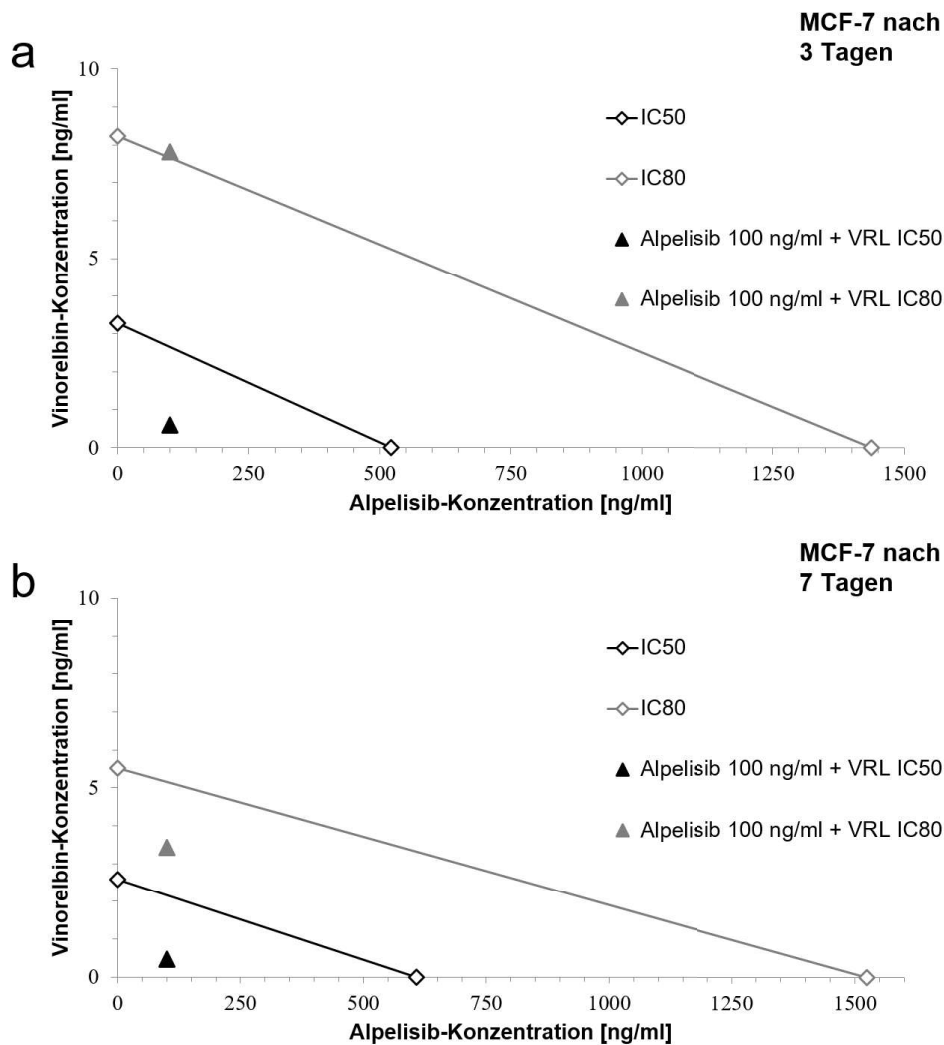 a
MCF-7 nach
3 Tagen
Vinorelbin-Konzentration [ng/ml]
10
5
0
IC50
IC80
Alpelisib 100 ng/ml + VRL IC50
Alpelisib 100 ng/ml + VRL IC80
0 250 500 750 1000 1250 1500
Alpelisib-Konzentration [ng/ml]
b
MCF-7 nach
7 Tagen
Vinorelbin-Konzentration [ng/ml]
10
5
0
IC50
IC80
Alpelisib 100 ng/ml + VRL IC50
Alpelisib 100 ng/ml + VRL IC80
0 250 500 750 1000 1250 1500
Alpelisib-Konzentration [ng/ml]